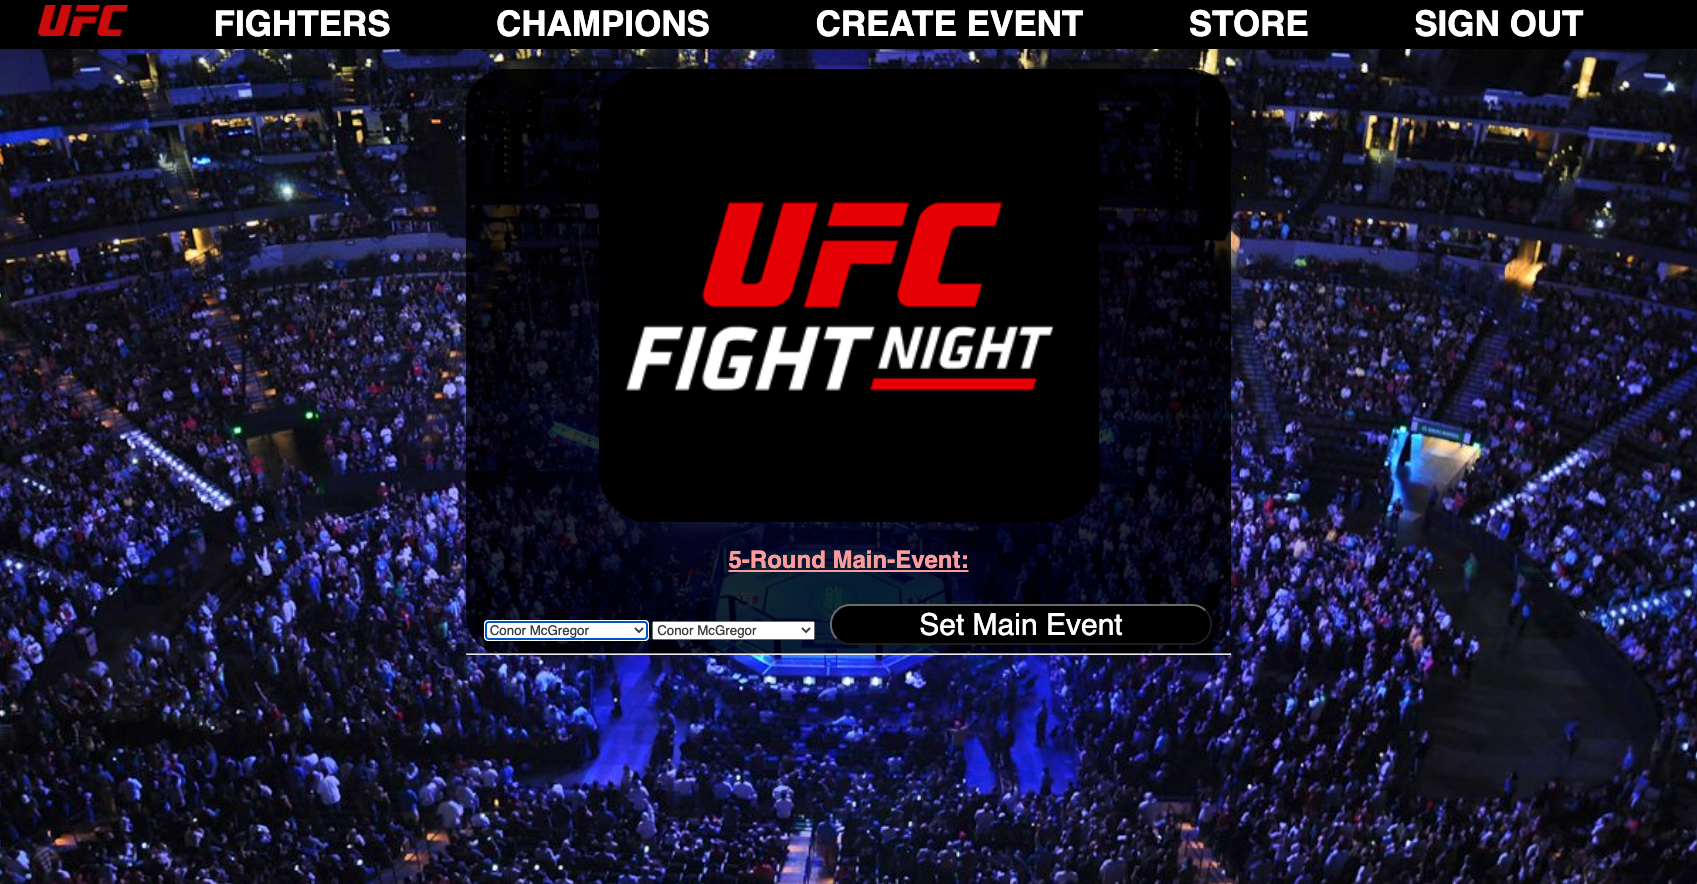 UFC FIGHTERS CHAMPIONS CREATE EVENT STORE SIGN OUT
UFC
FIGHT NIGHT
5-Round Main-Event:
Conor McGregor Conor McGregor Set Main Event